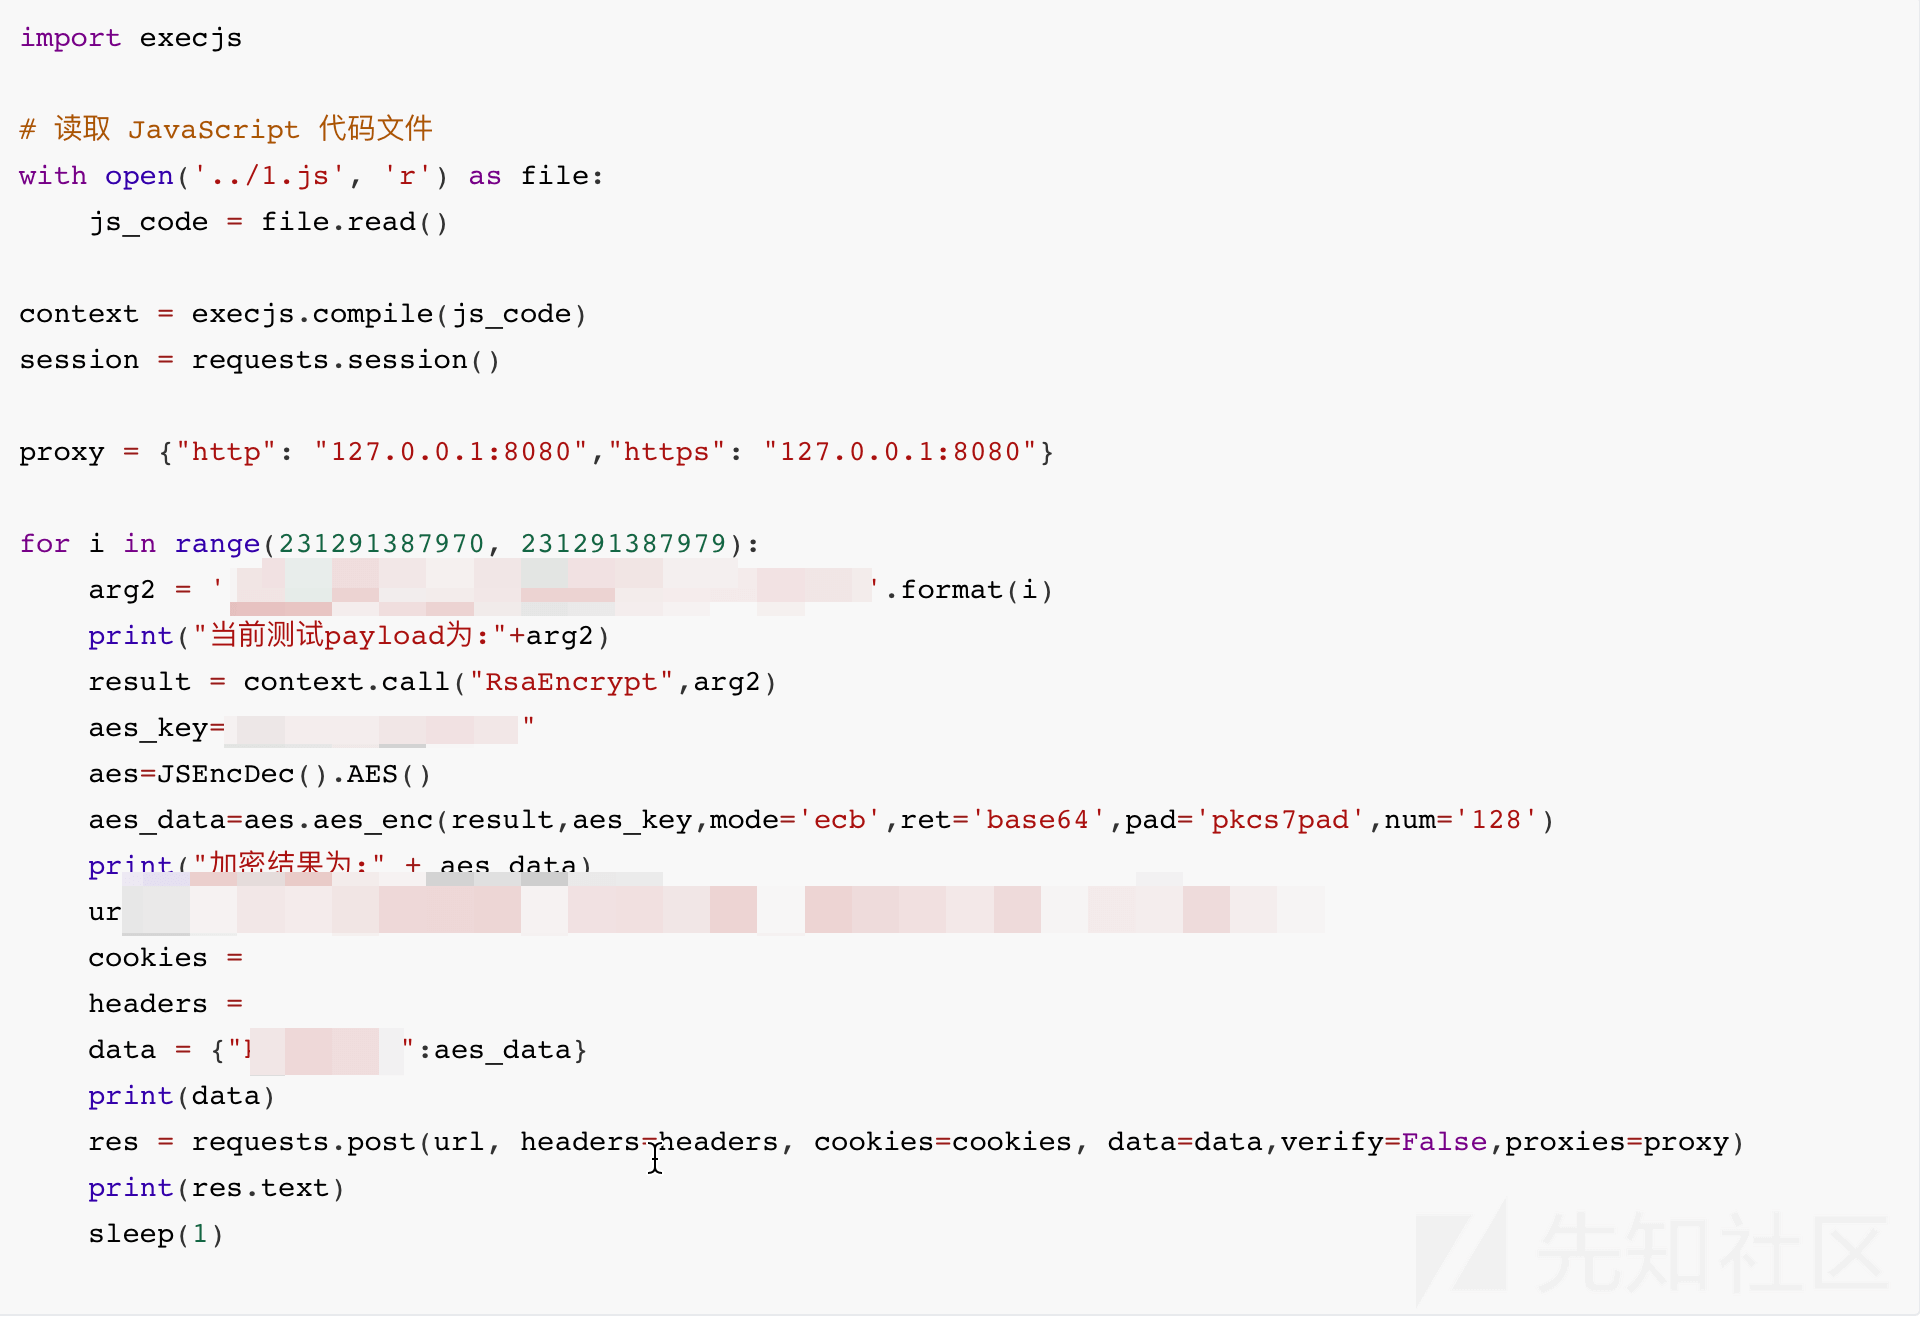 import execjs
# 读取 JavaScript 代码文件
with open('../1.js', 'r') as file:
    js_code = file.read()
context = execjs.compile(js_code)
session = requests.session()
proxy = {"http": "127.0.0.1:8080","https": "127.0.0.1:8080"}
for i in range(231291387970, 231291387979):
    arg2 = ' '.format(i)
    print("当前测试payload为:"+arg2)
    result = context.call("RsaEncrypt",arg2)
    aes_key= "
    aes=JSEncDec().AES()
    aes_data=aes.aes_enc(result,aes_key,mode='ecb',ret='base64',pad='pkcs7pad',num='128')
    print("加密结果为:" + aes_data)
    ur
    cookies =
    headers =
    data = {" ":aes_data}
    print(data)
    res = requests.post(url, headers=headers, cookies=cookies, data=data,verify=False,proxies=proxy)
    print(res.text)
    sleep(1)
先知社区